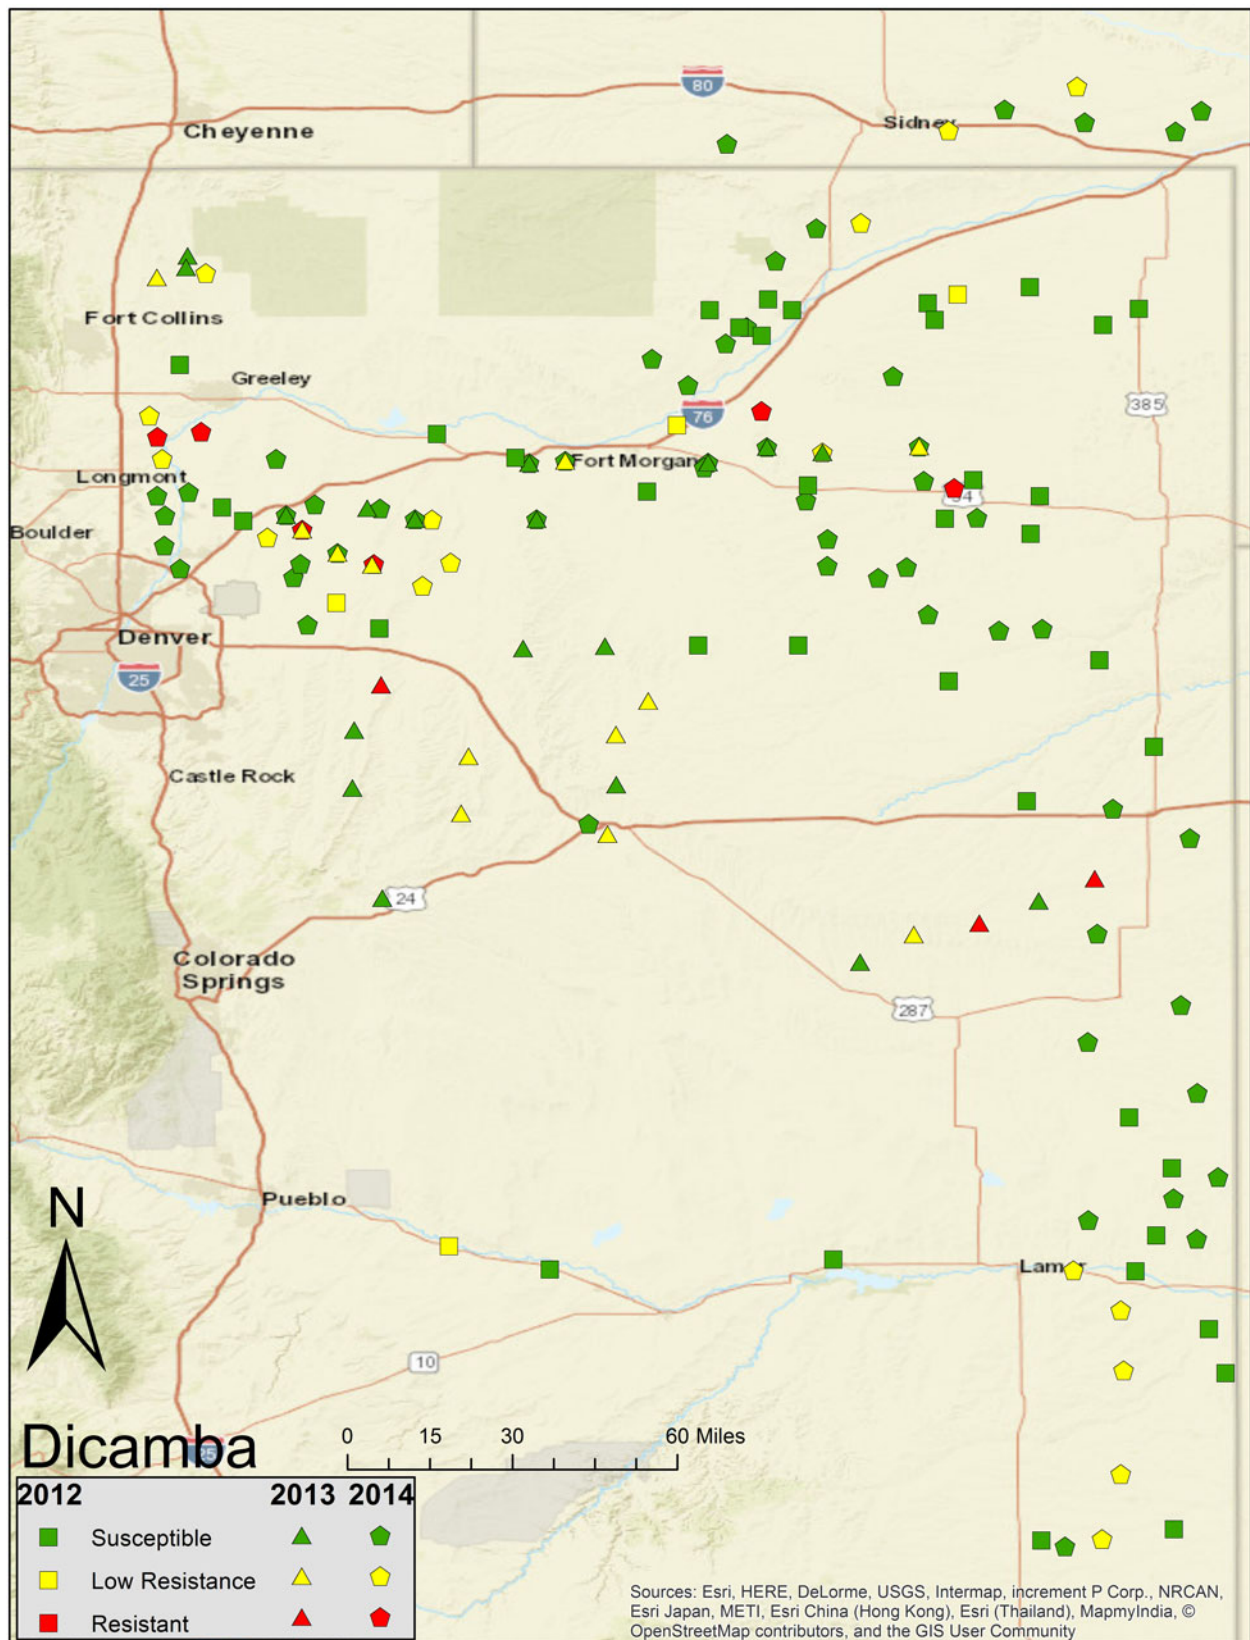 80
Cheyenne
Sidney
Fort Collins
Greeley
385
76
Fort Morgan
Longmont
34
Boulder
Denver
25
Castle Rock
24
Colorado
Springs
287
N
Pueblo
Lamar
10
Dicamba
25
0 15 30 60 Miles
2012 2013 2014
Susceptible
Low Resistance
Resistant
Sources: Esri, HERE, DeLorme, USGS, Intermap, increment P Corp., NRCAN,
Esri Japan, METI, Esri China (Hong Kong), Esri (Thailand), MapmyIndia, ©
OpenStreetMap contributors, and the GIS User Community